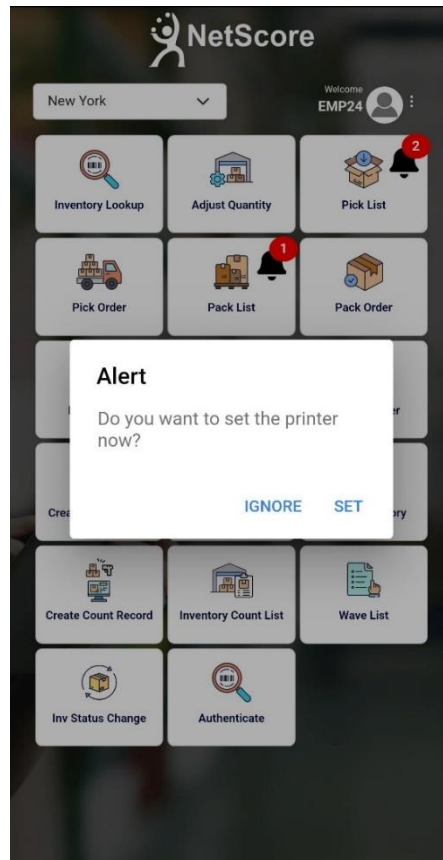 NetScore
New York
Welcome
EMP24
2
Inventory Lookup
Adjust Quantity
Pick List
1
Pick Order
Pack List
Pack Order
Alert
Do you want to set the printer
now?
IGNORE
SET
Create Count Record
Inventory Count List
Wave List
Inv Status Change
Authenticate